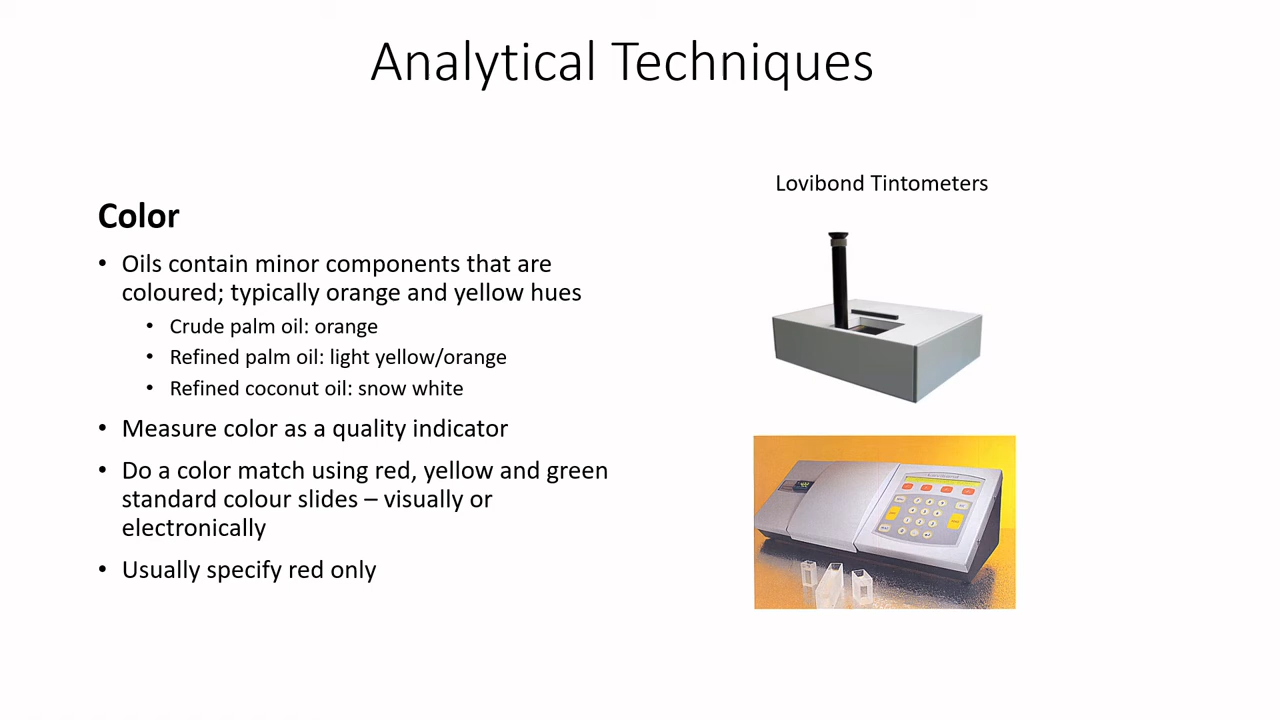 Analytical Techniques
Lovibond Tintometers
Color
• Oils contain minor components that are
coloured; typically orange and yellow hues
• Crude palm oil: orange
• Refined palm oil: light yellow/orange
• Refined coconut oil: snow white
• Measure color as a quality indicator
• Do a color match using red, yellow and green
standard colour slides – visually or
electronically
• Usually specify red only